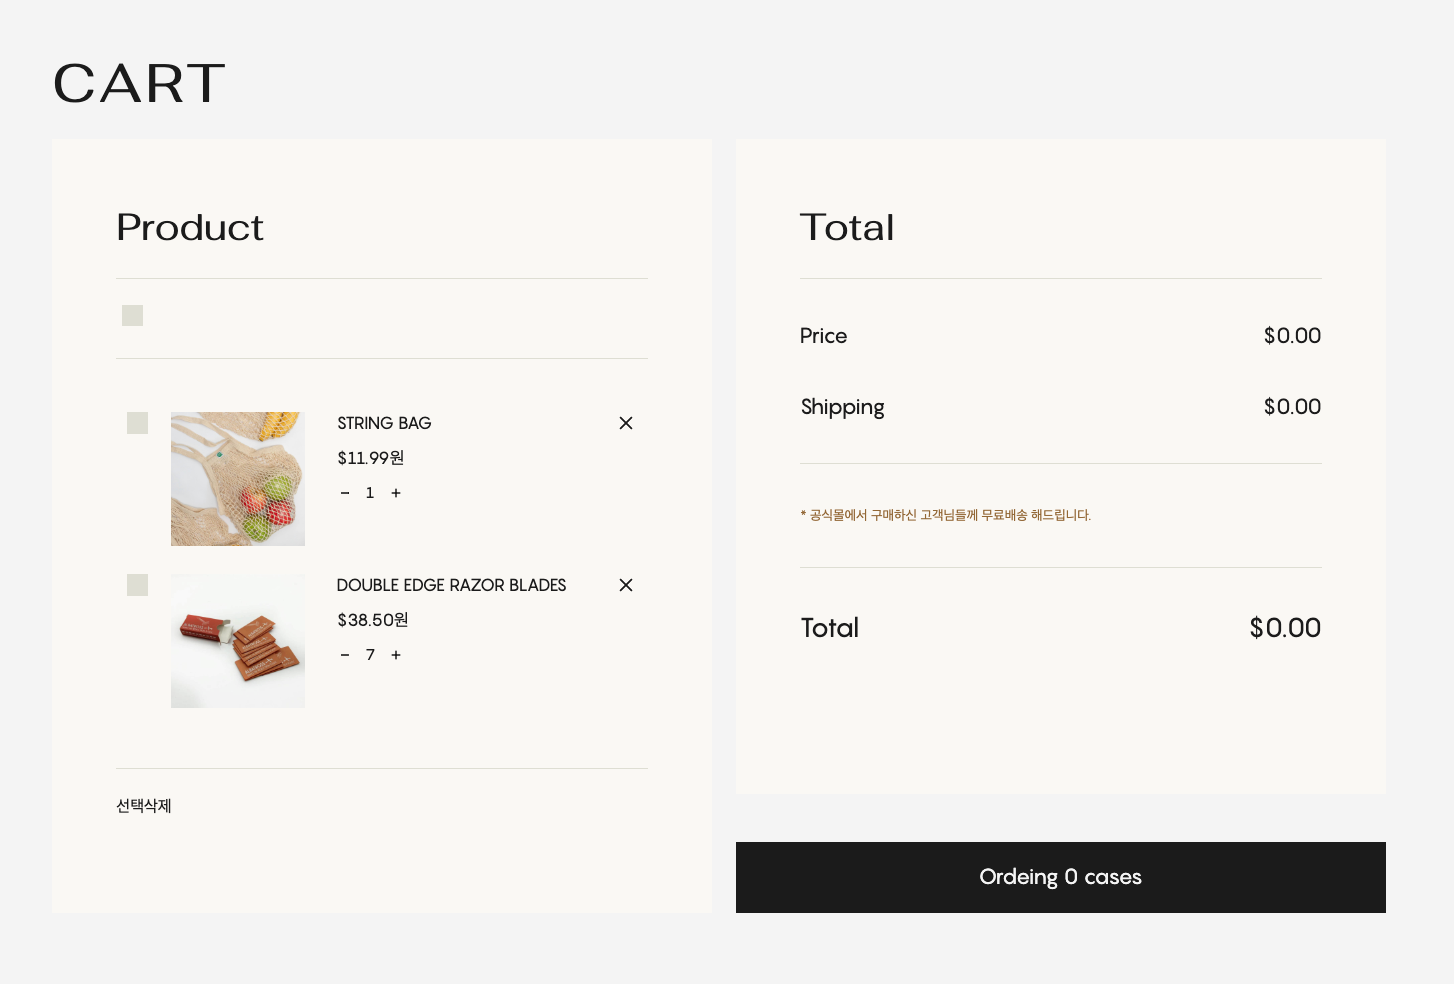 CART
Product
STRING BAG
$11.99원
- 1 +
DOUBLE EDGE RAZOR BLADES
$38.50원
- 7 +
선택삭제
Total
Price $0.00
Shipping $0.00
* 공식몰에서 구매하신 고객님들께 무료배송 해드립니다.
Total $0.00
Ordeing 0 cases